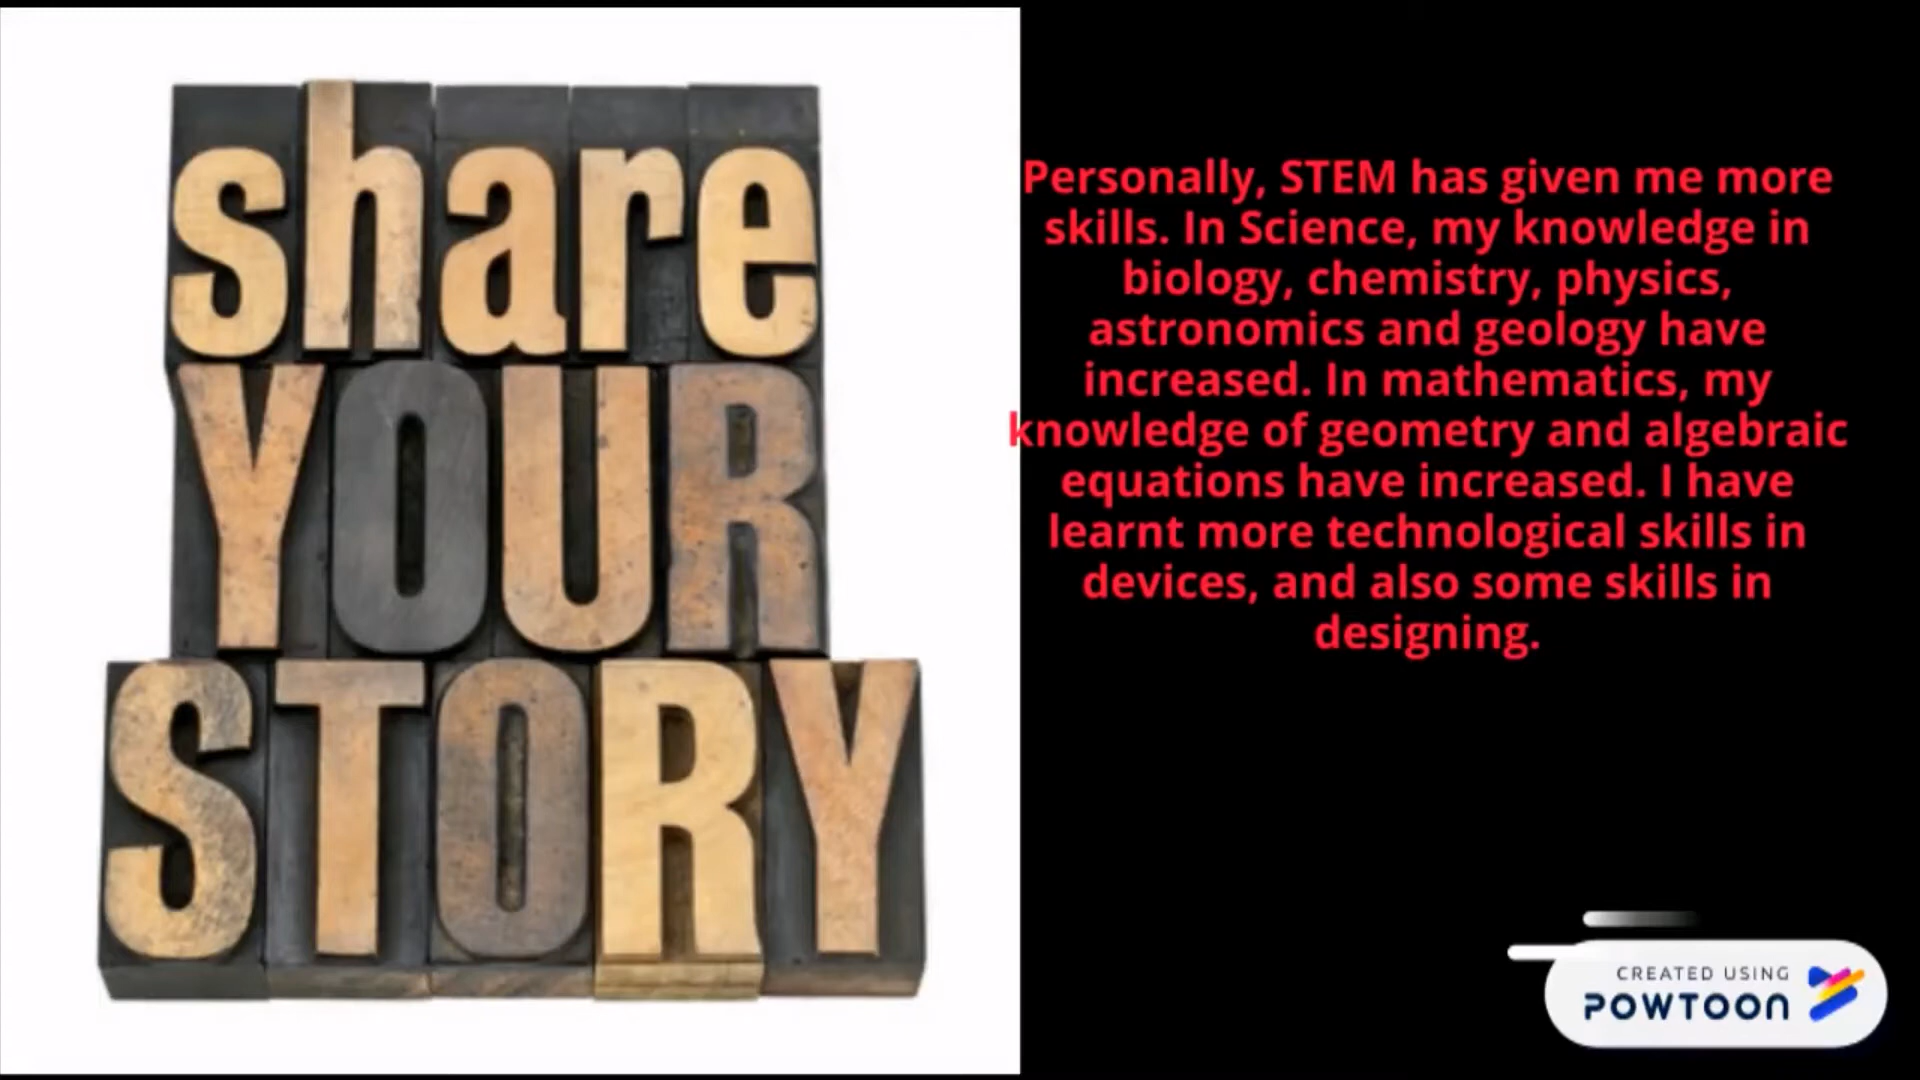 share
YOUR
STORY
Personally, STEM has given me more
skills. In Science, my knowledge in
biology, chemistry, physics,
astronomics and geology have
increased. In mathematics, my
knowledge of geometry and algebraic
equations have increased. I have
learnt more technological skills in
devices, and also some skills in
designing.
CREATED USING
POWTOON